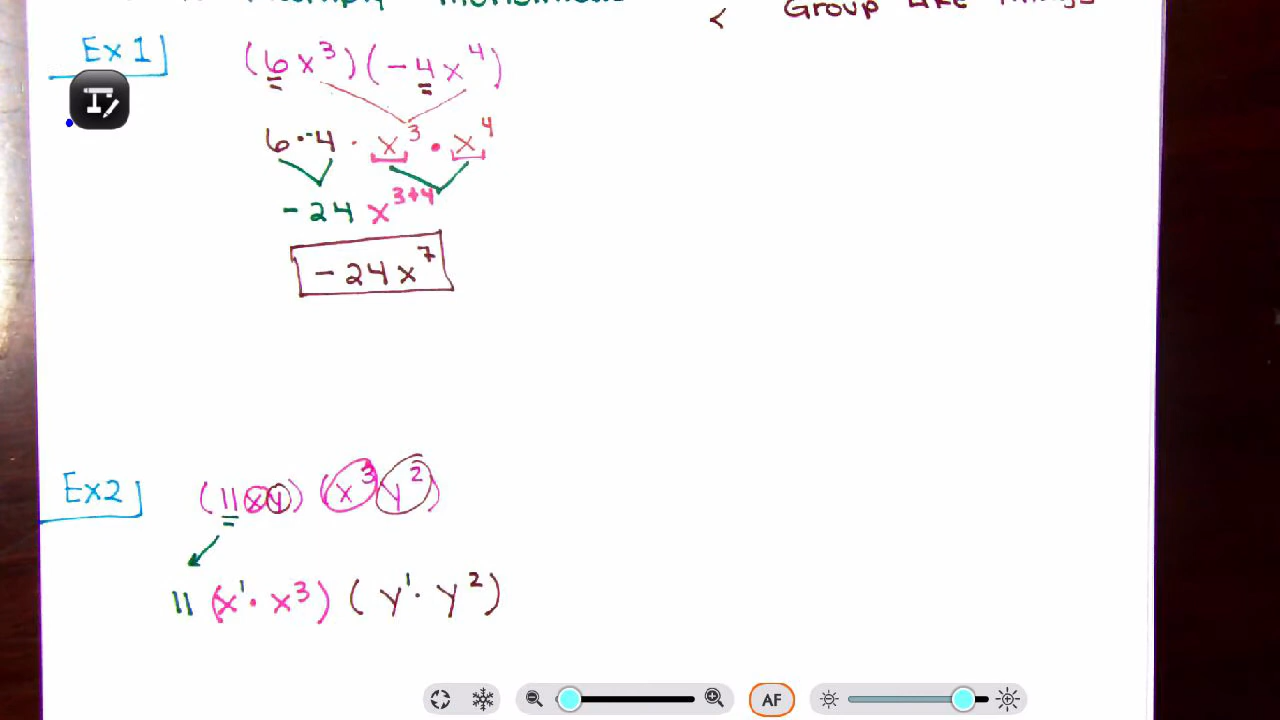 Group Like Things
Ex 1
(6x³)(-4x⁴)
6·-4 · x³ · x⁴
-24 x³⁺⁴
-24x⁷
Ex2
(11xy) (x³y²)
11 (x¹· x³) (y¹· y²)
AF